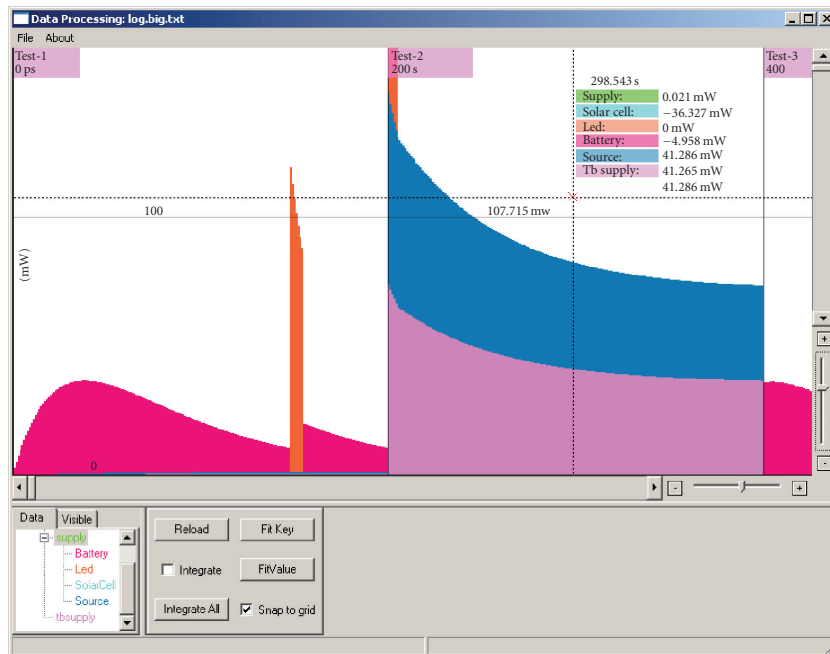 Data Processing: log.big.txt
File About
Test-1
0 ps
Test-2
200 s
Test-3
400
298.543 s
Supply: 0.021 mW
Solar cell: −36.327 mW
Led: 0 mW
Battery: −4.958 mW
Source: 41.286 mW
Tb supply: 41.265 mW
41.286 mW
100
107.715 mw
(mW)
0
Data Visible
supply
Battery
Led
SolarCell
Source
tbsupply
Reload Fit Key
Integrate FitValue
Integrate All Snap to grid